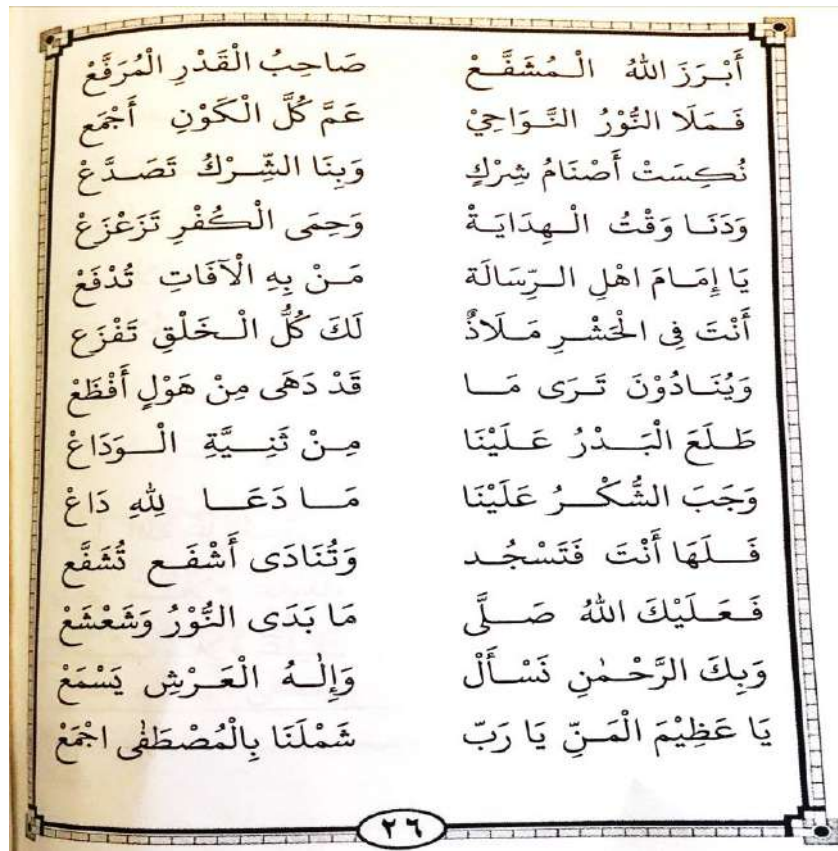 أَبْرَزَ اللهُ الْمُشَفَّعْ صَاحِبُ الْقَدْرِ الْمُرَفَّعْ
فَمَلَا النُّوْرُ النَّوَاحِيْ عَمَّ كُلَّ الْكَوْنِ أَجْمَع
نُكِسَتْ أَصْنَامُ شِرْكٍ وَبِنَا الشِّرْكُ تَصَدَّعْ
وَدَنَا وَقْتُ الْهِدَايَةْ وَحِمَى الْكُفْرِ تَزَعْزَعْ
يَا إِمَامَ اهْلِ الرِّسَالَة مَنْ بِهِ الْآفَاتِ تُدْفَعْ
أَنْتَ فِي الْحَشْرِ مَلَاذٌ لَكَ كُلُّ الْخَلْقِ تَفْزَع
وَيُنَادُوْنَ تَرَى مَا قَدْ دَهَى مِنْ هَوْلٍ أَفْظَعْ
طَلَعَ الْبَدْرُ عَلَيْنَا مِنْ ثَنِيَّةِ الْوَدَاعْ
وَجَبَ الشُّكْرُ عَلَيْنَا مَا دَعَا لِلّٰهِ دَاعْ
فَلَهَا أَنْتَ فَتَسْجُد وَتُنَادَى أَشْفَع تُشَفَّع
فَعَلَيْكَ اللهُ صَلَّى مَا بَدَى النُّوْرُ وَشَعْشَعْ
وَبِكَ الرَّحْمٰنِ نَسْأَلْ وَإِلٰهُ الْعَرْشِ يَسْمَعْ
يَا عَظِيْمَ الْمَنِّ يَا رَبّ شَمْلَنَا بِالْمُصْطَفٰى اجْمَعْ
٢٦